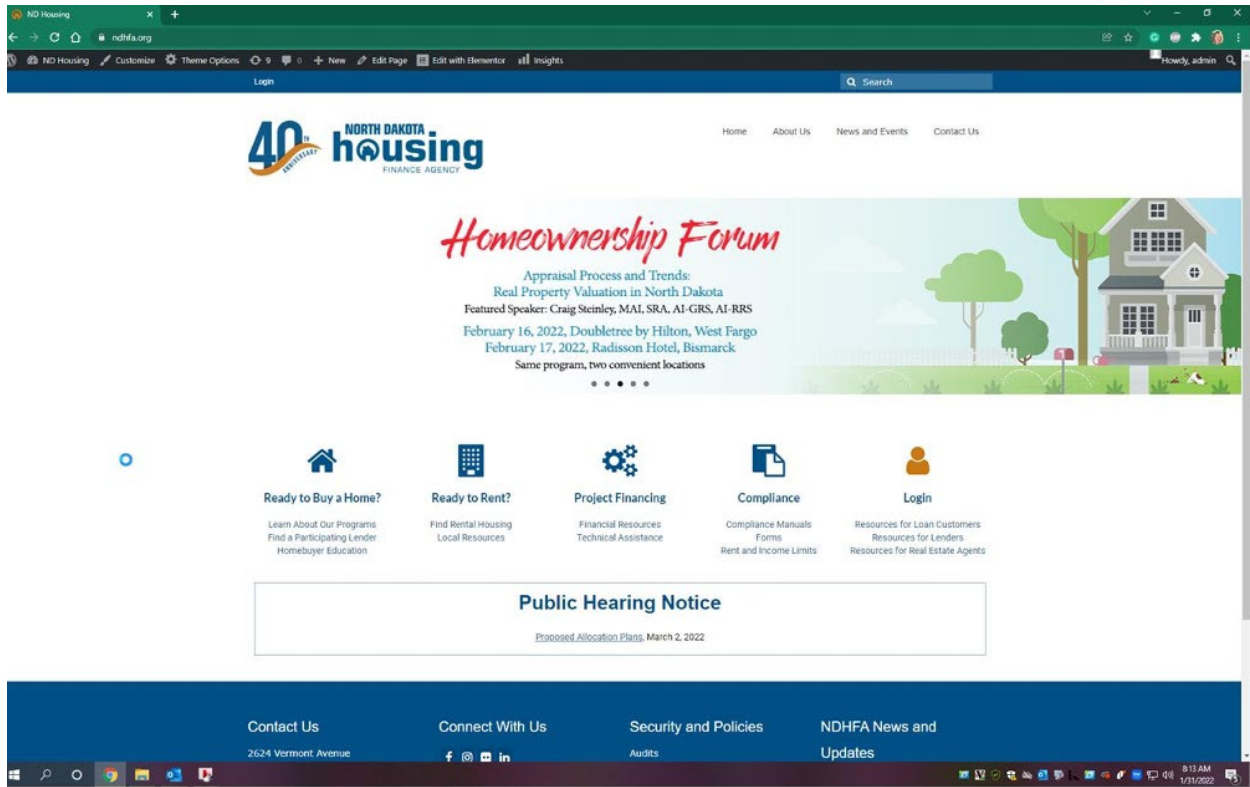 ND Housing
ndhfa.org
ND Housing Customize Theme Options 9 0 New Edit Page Edit with Elementor Insights Howdy, admin
Login Search
40TH ANNIVERSARY
NORTH DAKOTA
housing
FINANCE AGENCY
Home About Us News and Events Contact Us
Homeownership Forum
Appraisal Process and Trends:
Real Property Valuation in North Dakota
Featured Speaker: Craig Steinley, MAI, SRA, AI-GRS, AI-RRS
February 16, 2022, Doubletree by Hilton, West Fargo
February 17, 2022, Radisson Hotel, Bismarck
Same program, two convenient locations
Ready to Buy a Home?
Learn About Our Programs
Find a Participating Lender
Homebuyer Education
Ready to Rent?
Find Rental Housing
Local Resources
Project Financing
Financial Resources
Technical Assistance
Compliance
Compliance Manuals
Forms
Rent and Income Limits
Login
Resources for Loan Customers
Resources for Lenders
Resources for Real Estate Agents
Public Hearing Notice
Proposed Allocation Plans, March 2, 2022
Contact Us
2624 Vermont Avenue
Connect With Us
Security and Policies
Audits
NDHFA News and
Updates
8:13 AM
1/31/2022